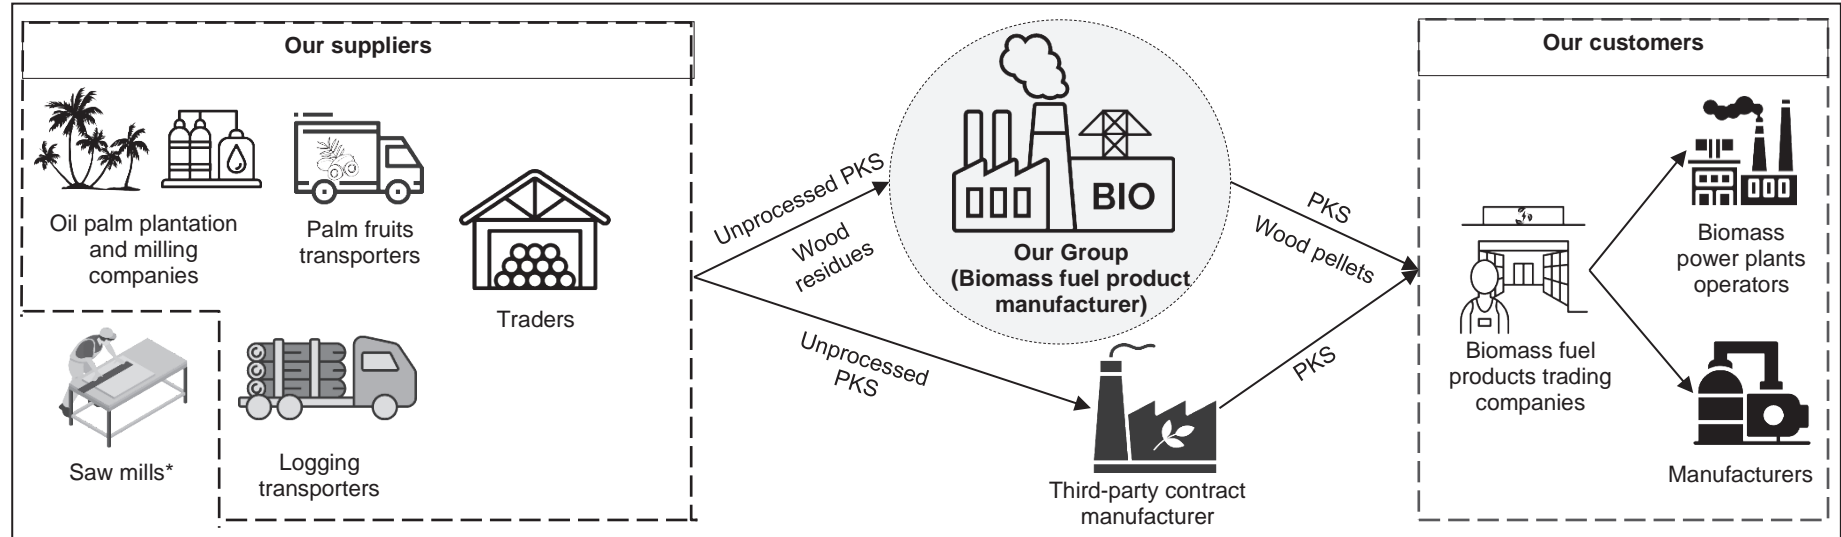 Our suppliers
Oil palm plantation
and milling
companies
Palm fruits
transporters
Traders
Saw mills*
Logging
transporters
Unprocessed PKS
Wood
residues
Unprocessed
PKS
BIO
Our Group
(Biomass fuel product
manufacturer)
Third-party contract
manufacturer
PKS
Wood pellets
PKS
Our customers
Biomass fuel
products trading
companies
Biomass
power plants
operators
Manufacturers